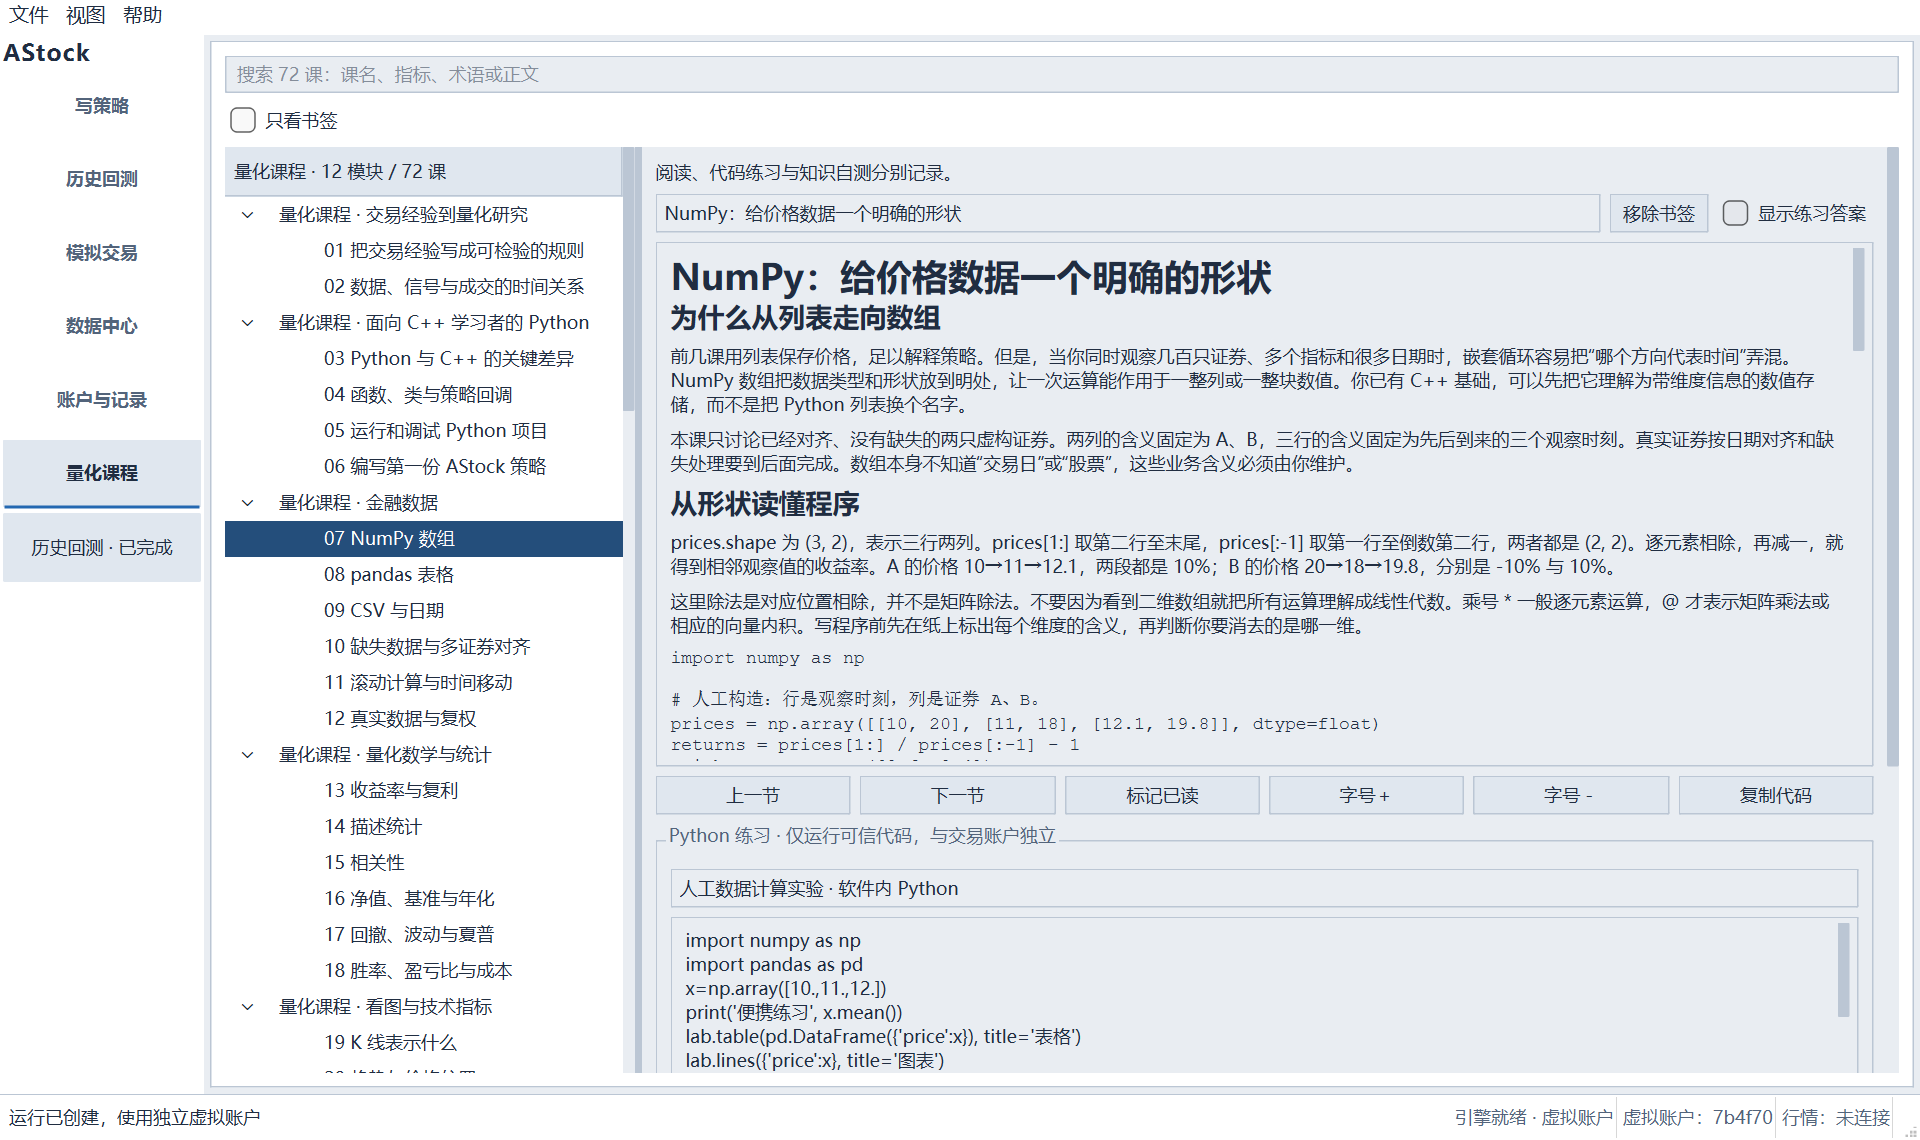 文件 视图 帮助
AStock
写策略
历史回测
模拟交易
数据中心
账户与记录
量化课程
历史回测 · 已完成
搜索 72 课：课名、指标、术语或正文
只看书签
量化课程 · 12 模块 / 72 课
量化课程 · 交易经验到量化研究
01 把交易经验写成可检验的规则
02 数据、信号与成交的时间关系
量化课程 · 面向 C++ 学习者的 Python
03 Python 与 C++ 的关键差异
04 函数、类与策略回调
05 运行和调试 Python 项目
06 编写第一份 AStock 策略
量化课程 · 金融数据
07 NumPy 数组
08 pandas 表格
09 CSV 与日期
10 缺失数据与多证券对齐
11 滚动计算与时间移动
12 真实数据与复权
量化课程 · 量化数学与统计
13 收益率与复利
14 描述统计
15 相关性
16 净值、基准与年化
17 回撤、波动与夏普
18 胜率、盈亏比与成本
量化课程 · 看图与技术指标
19 K 线表示什么
阅读、代码练习与知识自测分别记录。
NumPy：给价格数据一个明确的形状
移除书签
显示练习答案
NumPy：给价格数据一个明确的形状
为什么从列表走向数组
前几课用列表保存价格，足以解释策略。但是，当你同时观察几百只证券、多个指标和很多日期时，嵌套循环容易把“哪个方向代表时间”弄混。
NumPy 数组把数据类型和形状放到明处，让一次运算能作用于一整列或一整块数值。你已有 C++ 基础，可以先把它理解为带维度信息的数值存
储，而不是把 Python 列表换个名字。
本课只讨论已经对齐、没有缺失的两只虚构证券。两列的含义固定为 A、B，三行的含义固定为先后到来的三个观察时刻。真实证券按日期对齐和缺
失处理要到后面完成。数组本身不知道“交易日”或“股票”，这些业务含义必须由你维护。
从形状读懂程序
prices.shape 为 (3, 2)，表示三行两列。prices[1:] 取第二行至末尾，prices[:-1] 取第一行至倒数第二行，两者都是 (2, 2)。逐元素相除，再减一，就
得到相邻观察值的收益率。A 的价格 10→11→12.1，两段都是 10%；B 的价格 20→18→19.8，分别是 -10% 与 10%。
这里除法是对应位置相除，并不是矩阵除法。不要因为看到二维数组就把所有运算理解成线性代数。乘号 * 一般逐元素运算，@ 才表示矩阵乘法或
相应的向量内积。写程序前先在纸上标出每个维度的含义，再判断你要消去的是哪一维。
import numpy as np
# 人工构造：行是观察时刻，列是证券 A、B。
prices = np.array([[10, 20], [11, 18], [12.1, 19.8]], dtype=float)
returns = prices[1:] / prices[:-1] - 1
上一节
下一节
标记已读
字号 +
字号 -
复制代码
Python 练习 · 仅运行可信代码，与交易账户独立
人工数据计算实验 · 软件内 Python
import numpy as np
import pandas as pd
x=np.array([10.,11.,12.])
print('便携练习', x.mean())
lab.table(pd.DataFrame({'price':x}), title='表格')
lab.lines({'price':x}, title='图表')
运行已创建，使用独立虚拟账户
引擎就绪 · 虚拟账户
虚拟账户：7b4f70
行情：未连接